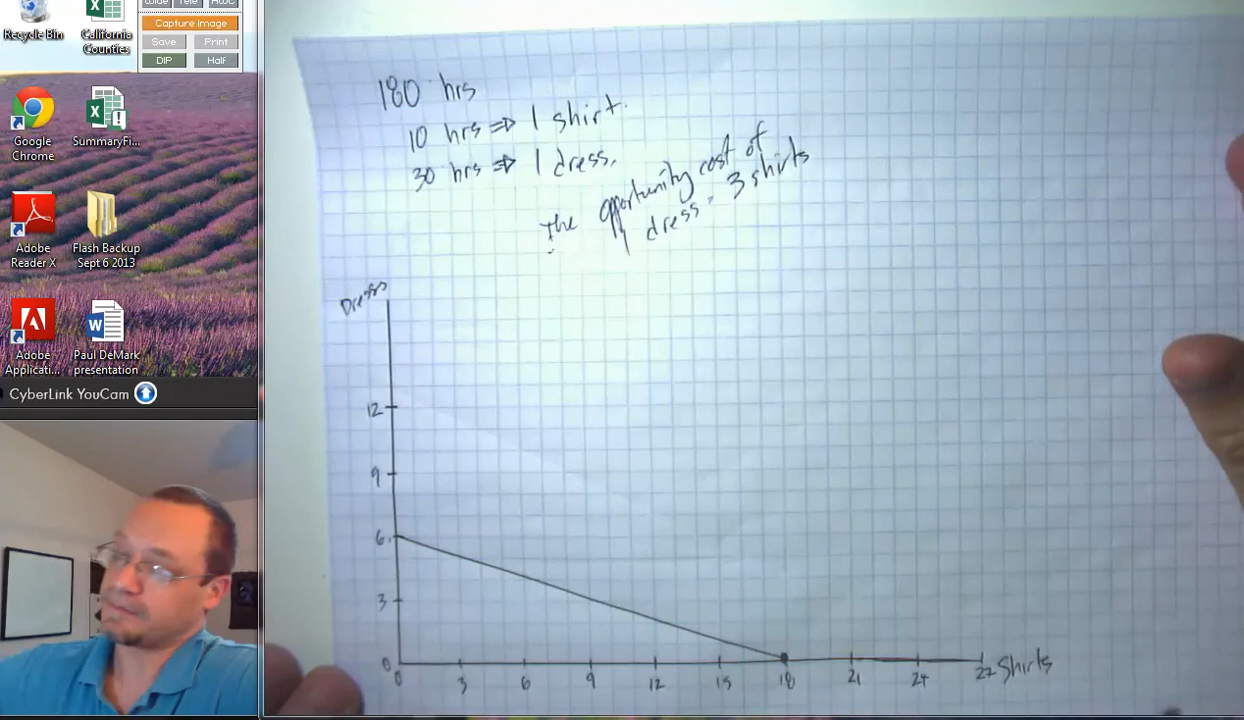 Recycle Bin
California
Counties
Wide Tele HWC
Capture Image
Save Print
DIP Half
Google
Chrome
SummaryFi...
Adobe
Reader X
Flash Backup
Sept 6 2013
Adobe
Applicati...
Paul DeMark
presentation
CyberLink YouCam
180 hrs
10 hrs ⇒ 1 shirt.
30 hrs ⇒ 1 dress.
the opportunity cost of
1 dress = 3 shirts
12
9
6
3
0
0 3 6 9 12 15 18 21 24 27 Shirts